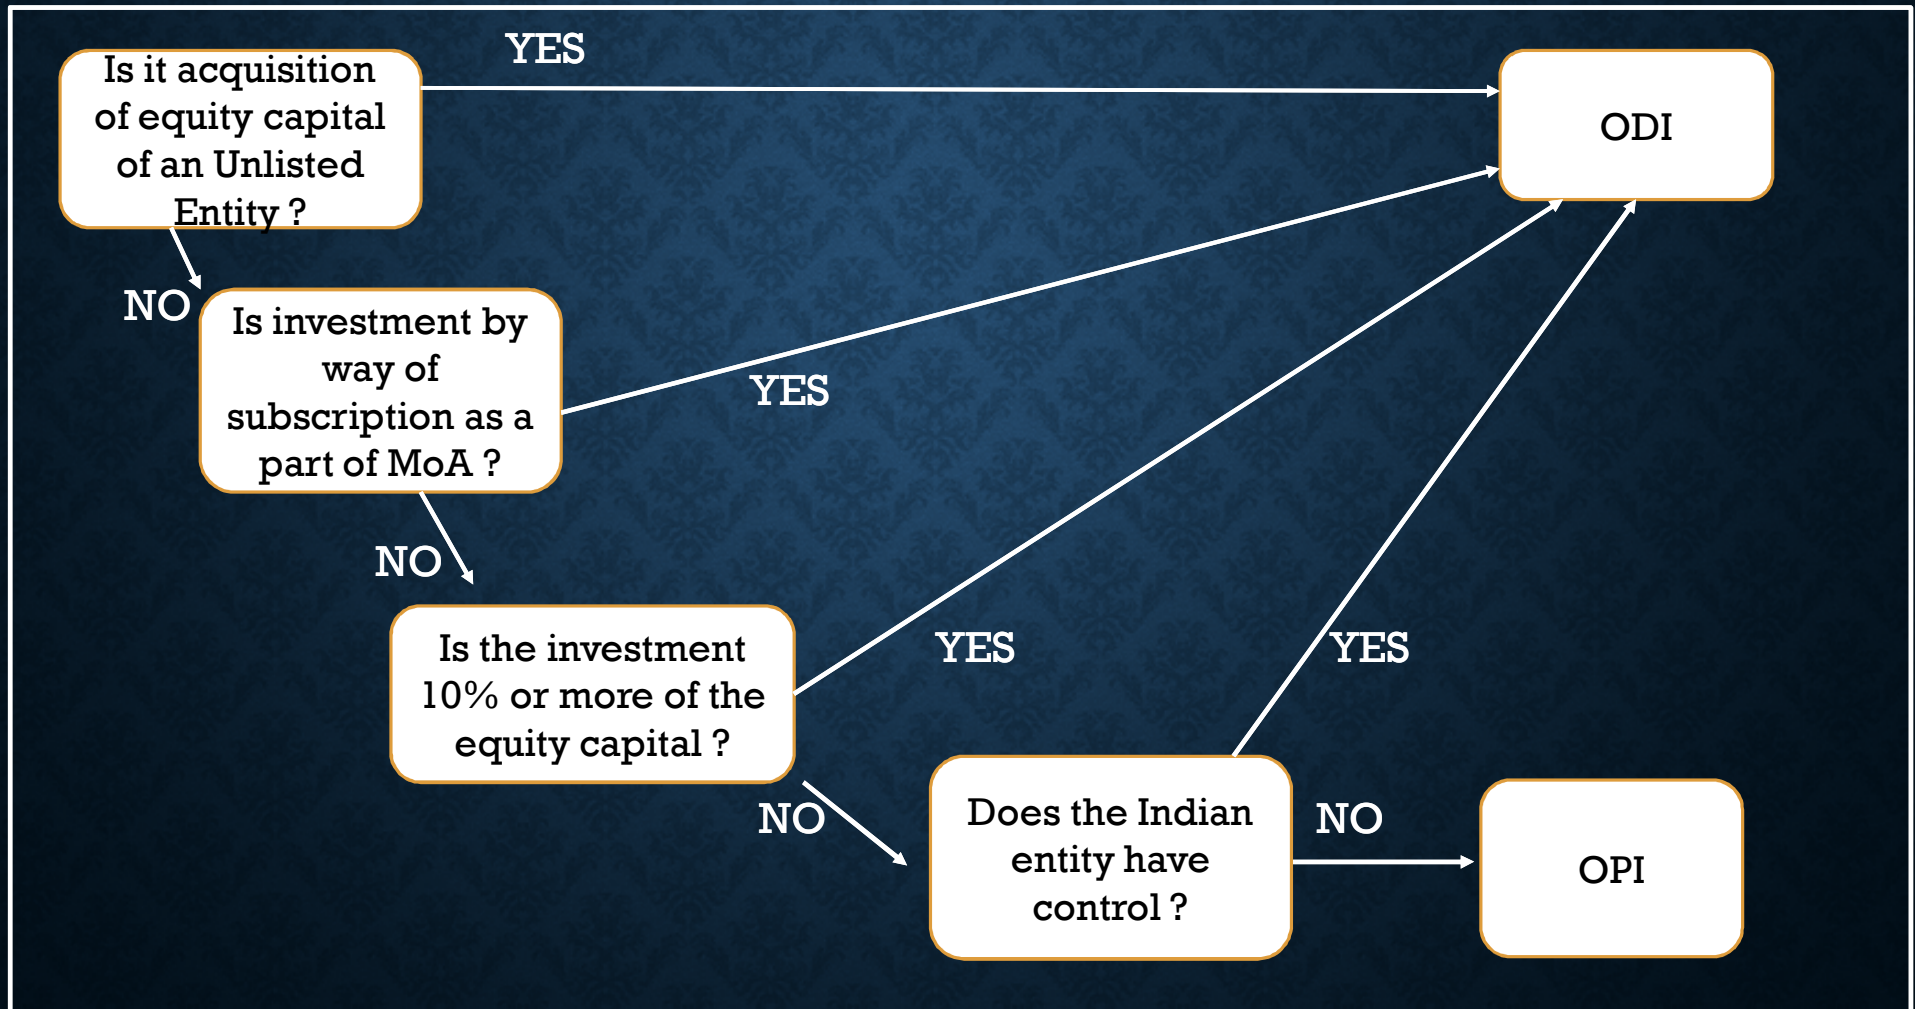 Is it acquisition
of equity capital
of an Unlisted
Entity ?
YES
ODI
NO
Is investment by
way of
subscription as a
part of MoA ?
YES
NO
Is the investment
10% or more of the
equity capital ?
YES
YES
NO
Does the Indian
entity have
control ?
NO
OPI